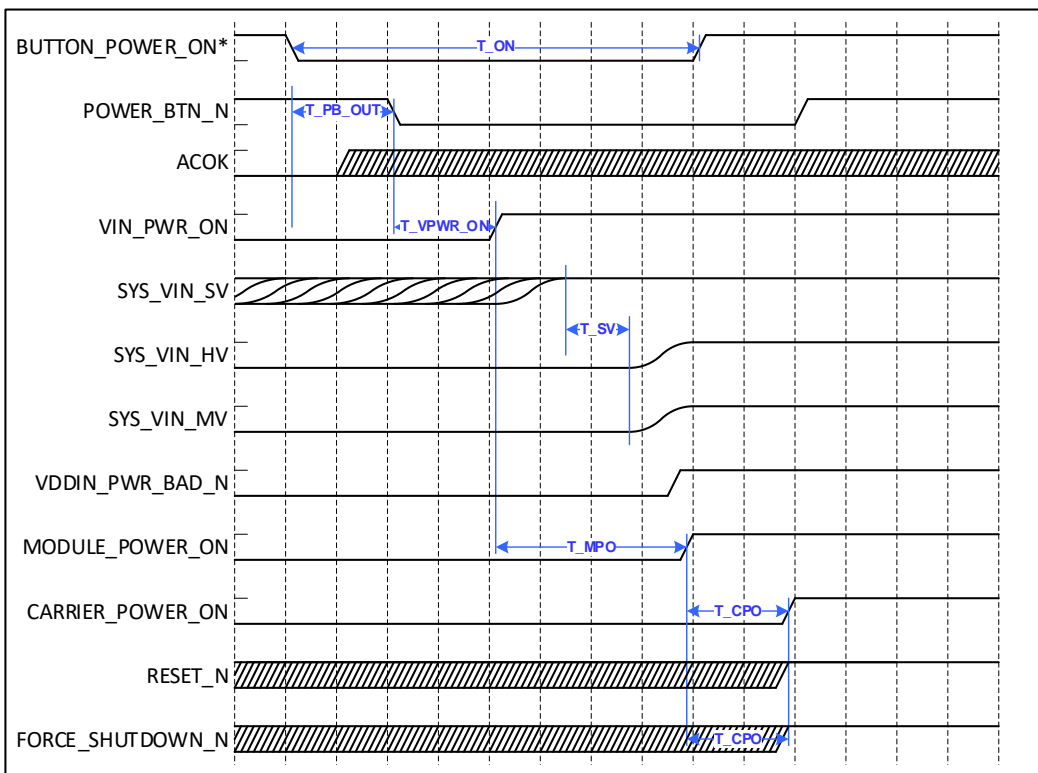 BUTTON_POWER_ON*
T_ON
POWER_BTN_N
T_PB_OUT
ACOK
VIN_PWR_ON
T_VPWR_ON
SYS_VIN_SV
T_SV
SYS_VIN_HV
SYS_VIN_MV
VDDIN_PWR_BAD_N
MODULE_POWER_ON
T_MPO
CARRIER_POWER_ON
T_CPO
RESET_N
FORCE_SHUTDOWN_N
T_CPO